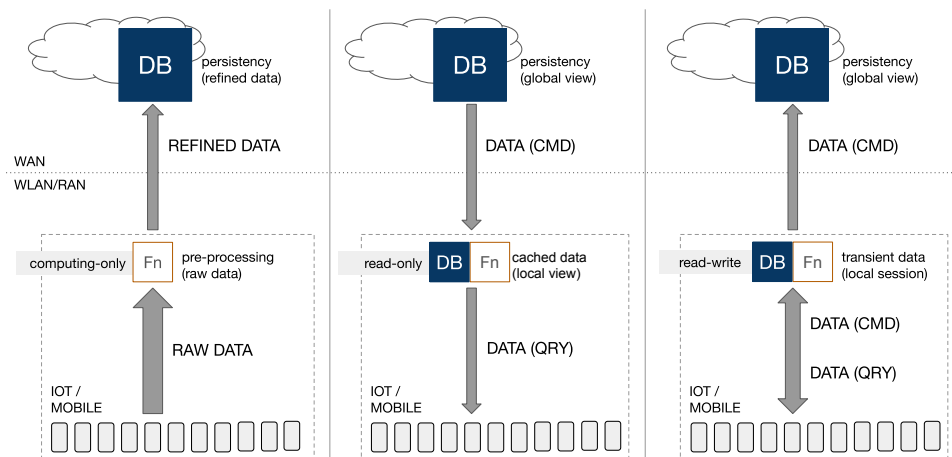 DB
persistency
(refined data)
REFINED DATA
WAN
WLAN/RAN
computing-only
Fn
pre-processing
(raw data)
RAW DATA
IOT /
MOBILE
DB
persistency
(global view)
DATA (CMD)
read-only
DB
Fn
cached data
(local view)
DATA (QRY)
IOT /
MOBILE
DB
persistency
(global view)
DATA (CMD)
read-write
DB
Fn
transient data
(local session)
DATA (CMD)
DATA (QRY)
IOT /
MOBILE